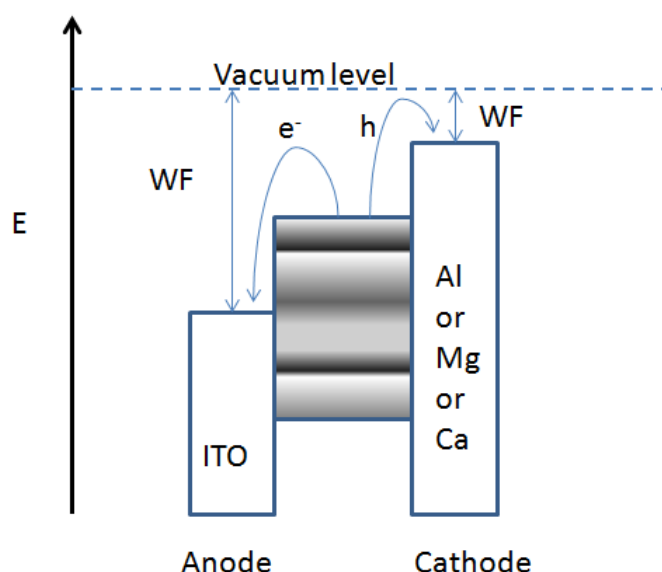 Vacuum level
e-
h
WF
WF
E
Al
or
Mg
or
Ca
ITO
Anode
Cathode